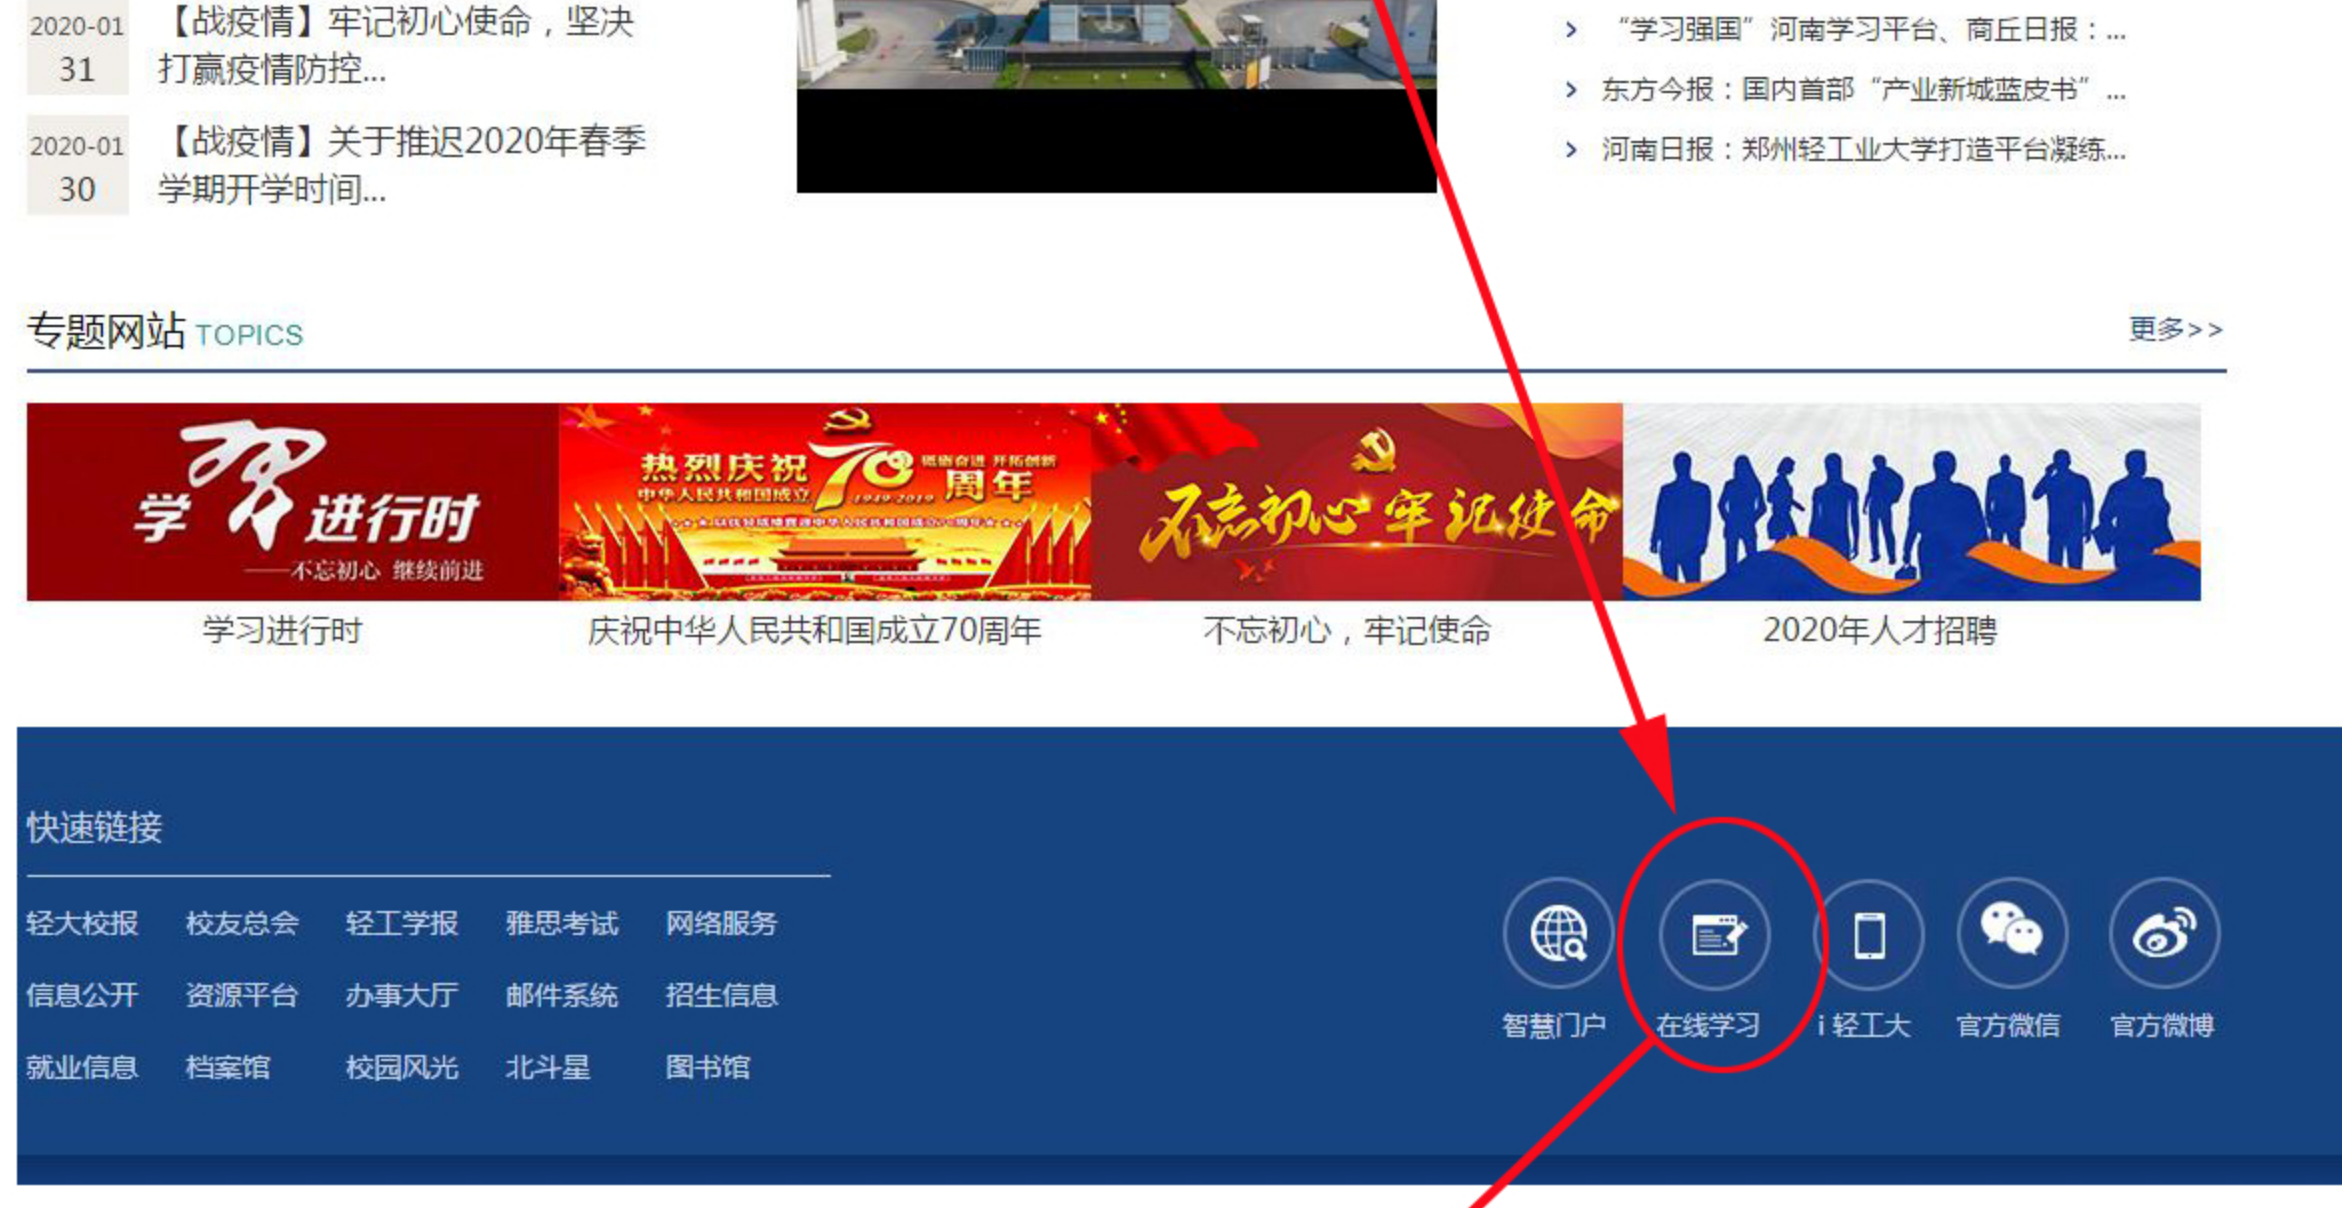 2020-01
31
【战疫情】牢记初心使命，坚决
打赢疫情防控...
2020-01
30
【战疫情】关于推迟2020年春季
学期开学时间...
> “学习强国”河南学习平台、商丘日报：...
> 东方今报：国内首部“产业新城蓝皮书”...
> 河南日报：郑州轻工业大学打造平台凝练...
专题网站 TOPICS
更多>>
学习进行时
——不忘初心 继续前进
热烈庆祝
中华人民共和国成立
70周年
1949-2019
砥砺奋进 开拓创新
不忘初心 牢记使命
学习进行时
庆祝中华人民共和国成立70周年
不忘初心，牢记使命
2020年人才招聘
快速链接
轻大校报 校友总会 轻工学报 雅思考试 网络服务
信息公开 资源平台 办事大厅 邮件系统 招生信息
就业信息 档案馆 校园风光 北斗星 图书馆
智慧门户 在线学习 i 轻工大 官方微信 官方微博